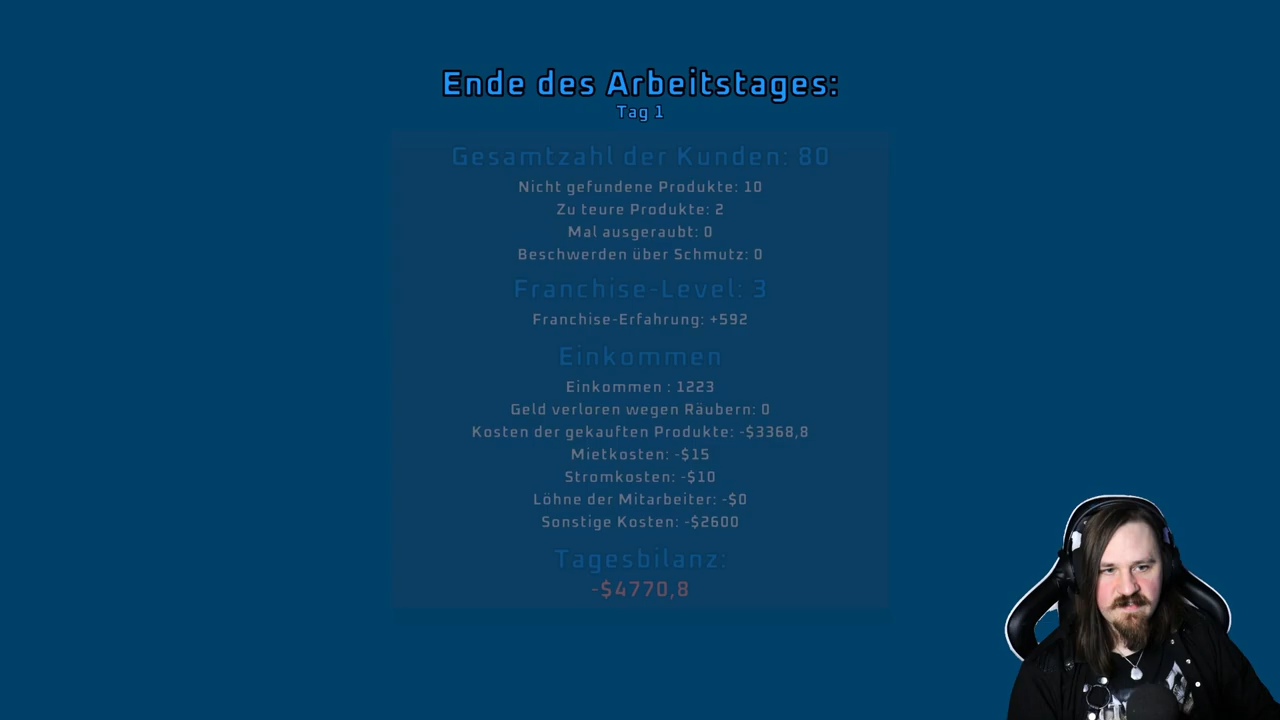 Ende des Arbeitstages:
Tag 1
Gesamtzahl der Kunden: 80
Nicht gefundene Produkte: 10
Zu teure Produkte: 2
Mal ausgeraubt: 0
Beschwerden über Schmutz: 0
Franchise-Level: 3
Franchise-Erfahrung: +592
Einkommen
Einkommen : 1223
Geld verloren wegen Räubern: 0
Kosten der gekauften Produkte: -$3368,8
Mietkosten: -$15
Stromkosten: -$10
Löhne der Mitarbeiter: -$0
Sonstige Kosten: -$2600
Tagesbilanz:
-$4770,8